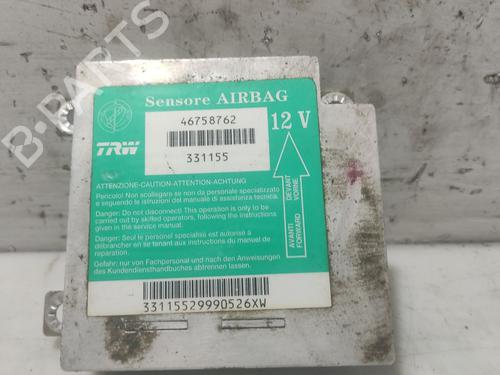 B-PARTS
Sensore AIRBAG
46758762
12 V
TRW
331155
ATTENZIONE-CAUTION-ATTENTION-ACHTUNG
Pericolo! Non scollegare se non da personale specializzato
e seguendo le istruzioni del manuale di assistenza tecnica.
Danger: Do not disconnect! This operation is only to be
carried out by skilled operators, following the instructions
given in the service manual.
Danger: Seul le personel spécialisé est autorisé à
débrancher en se tenant aux instructions du manuel de
reparation.
Gefahr: nur von Fachpersonal und nach den Anweisungen
des Kundendiensthandbuches abtrennen lassen.
AVANTI DEVANT
FORWARD VORNE
33115529990526XW